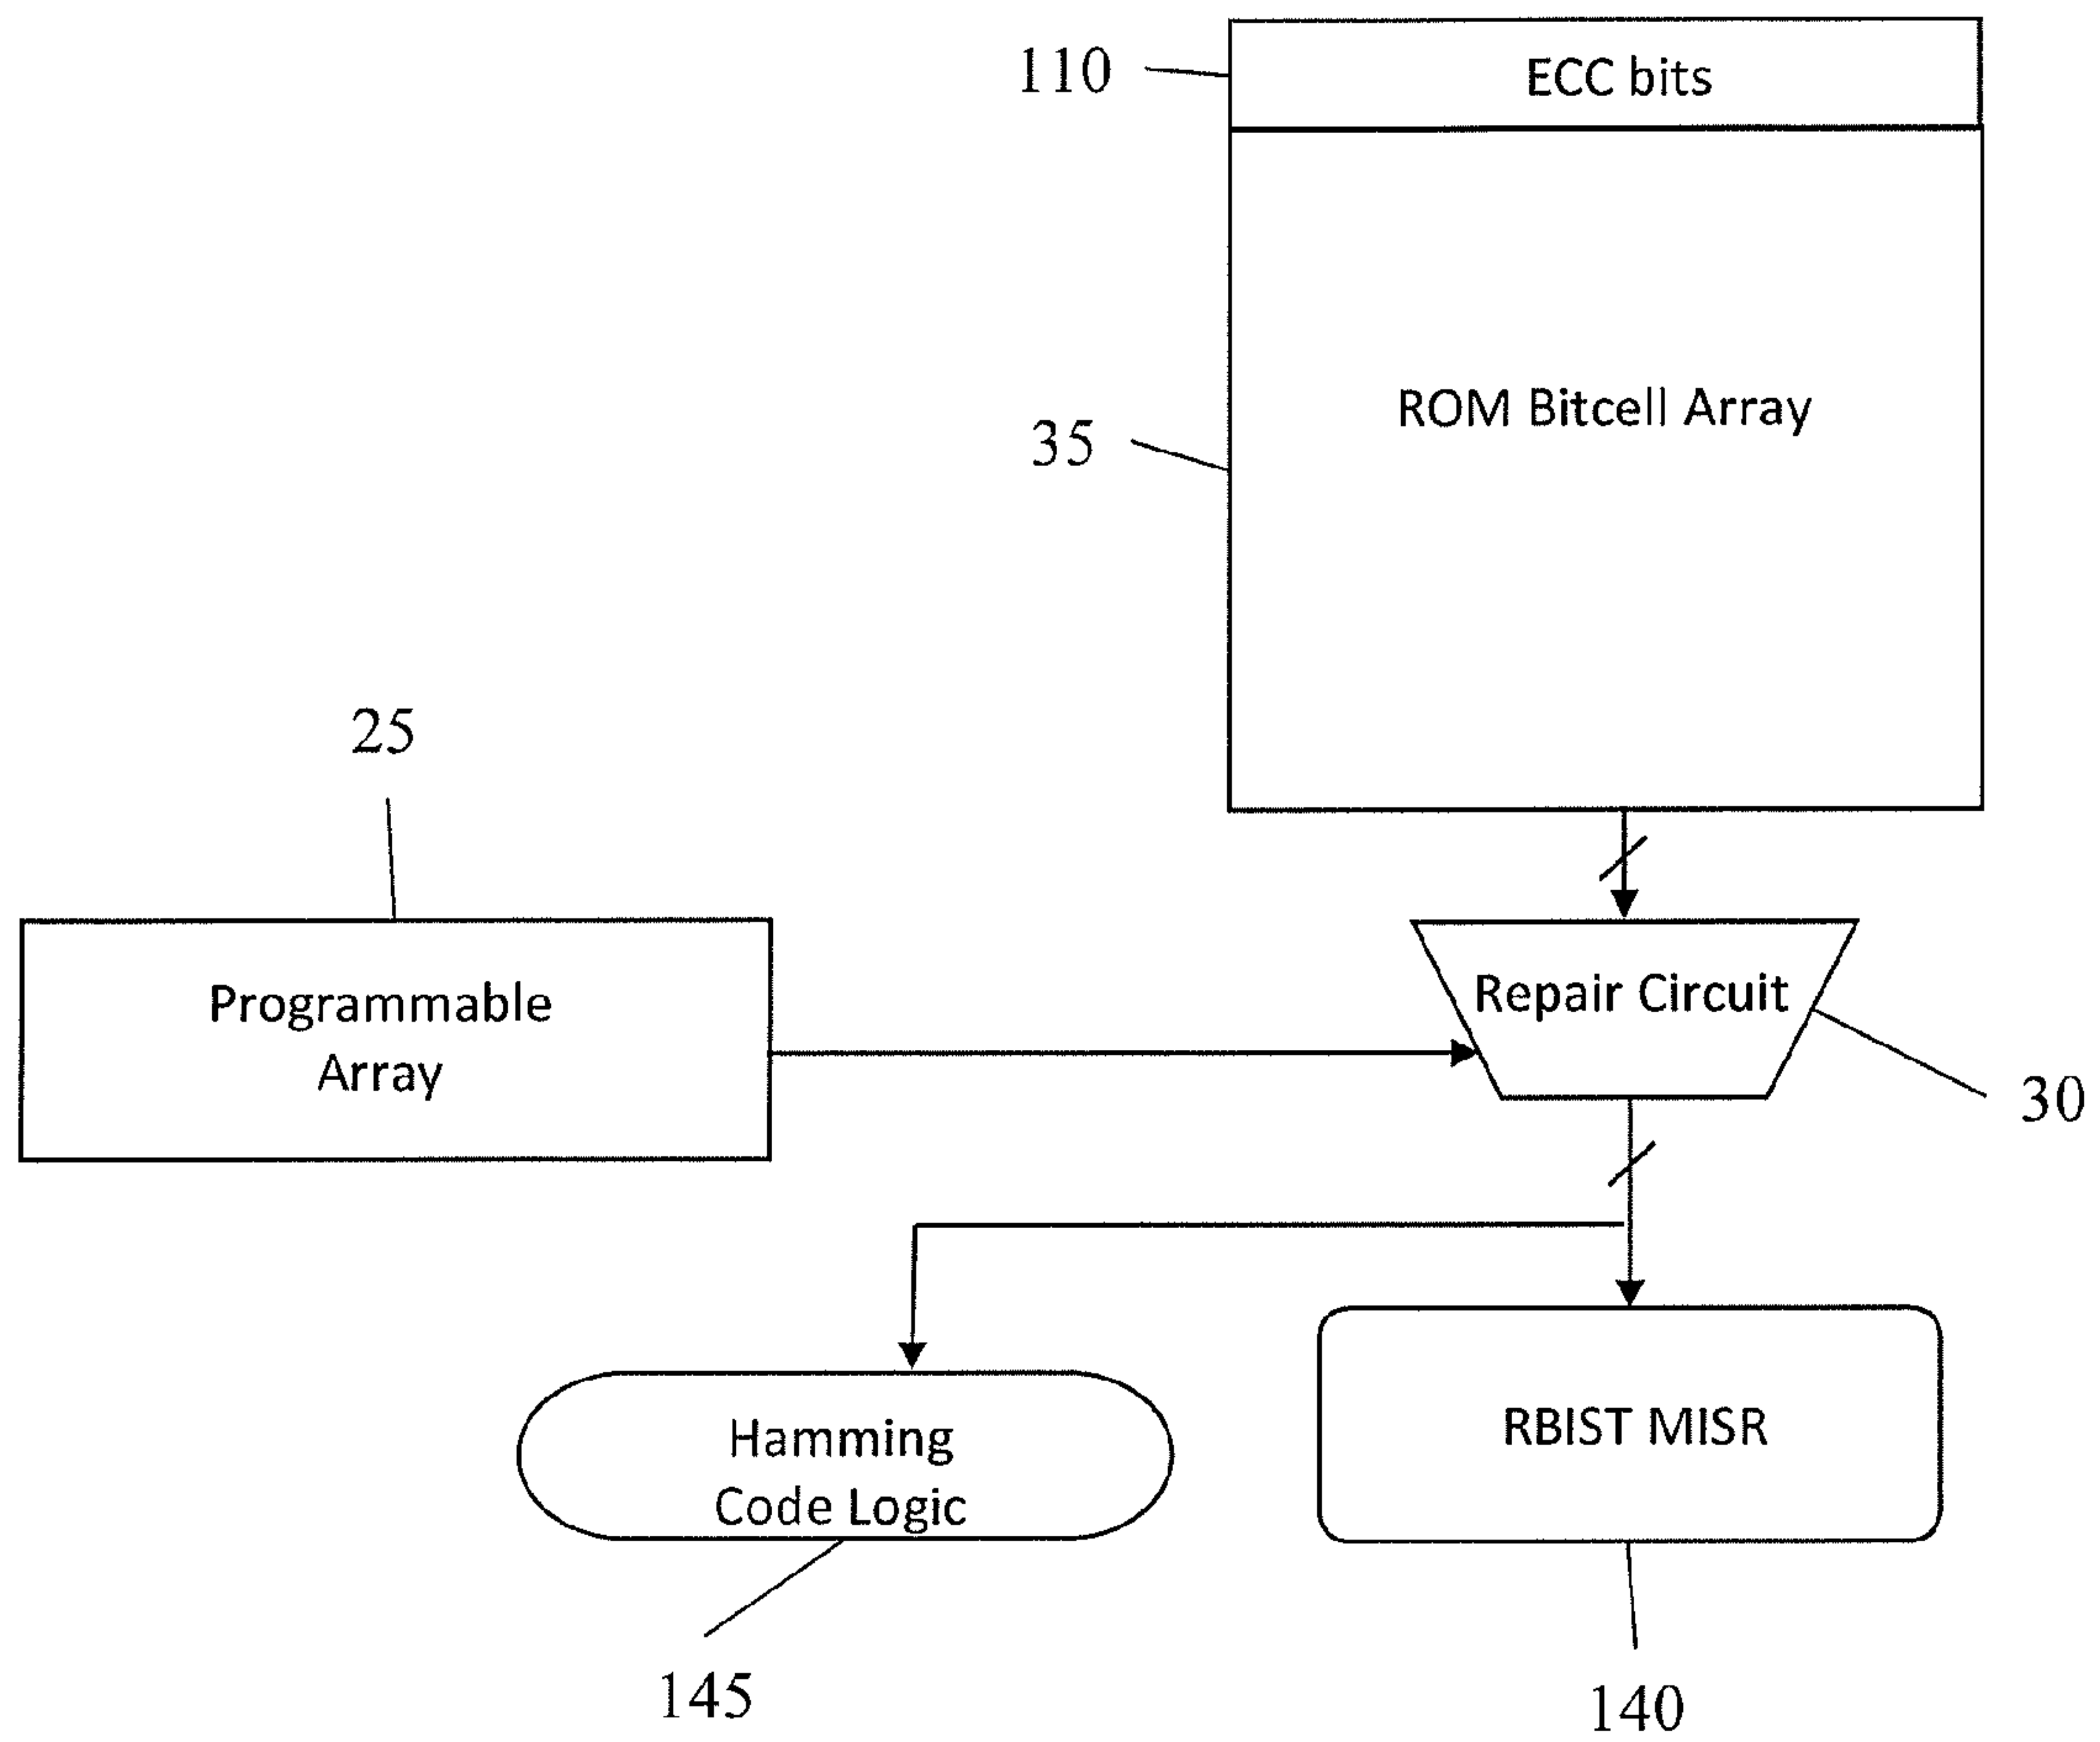 110
ECC bits
ROM Bitcell Array
35
25
Programmable
Array
Repair Circuit
30
Hamming
Code Logic
RBIST MISR
145
140